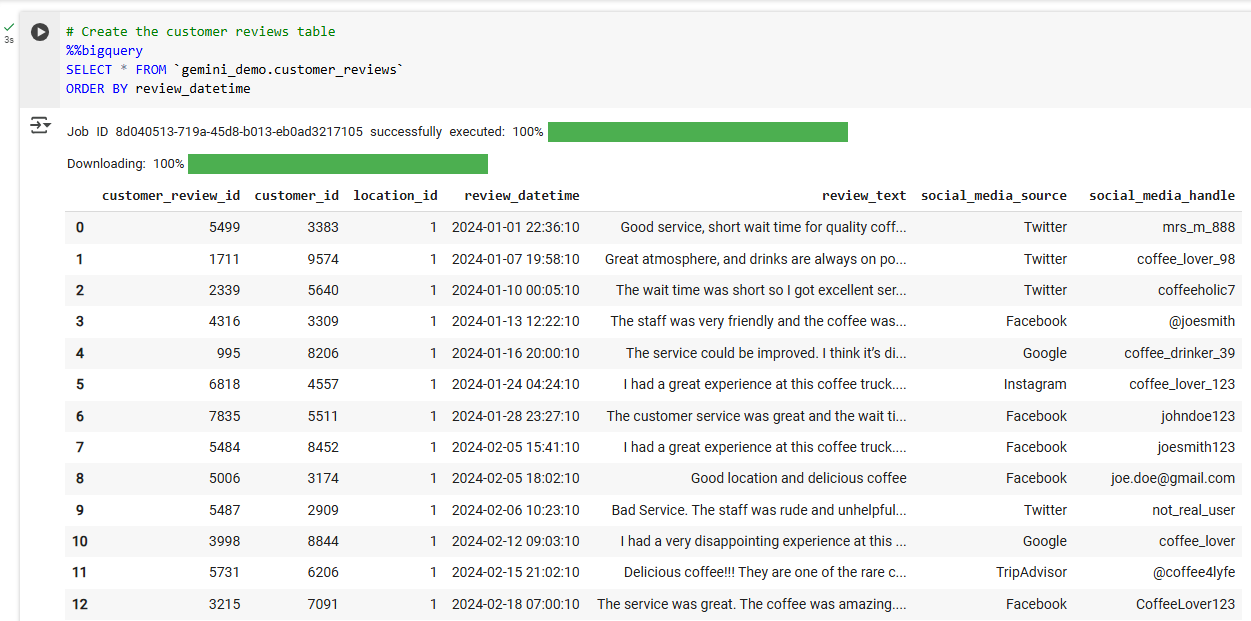 3s
# Create the customer reviews table
%%bigquery
SELECT * FROM `gemini_demo.customer_reviews`
ORDER BY review_datetime
Job ID 8d040513-719a-45d8-b013-eb0ad3217105 successfully executed: 100%
Downloading: 100%
customer_review_id customer_id location_id review_datetime review_text social_media_source social_media_handle
0 5499 3383 1 2024-01-01 22:36:10 Good service, short wait time for quality coff... Twitter mrs_m_888
1 1711 9574 1 2024-01-07 19:58:10 Great atmosphere, and drinks are always on po... Twitter coffee_lover_98
2 2339 5640 1 2024-01-10 00:05:10 The wait time was short so I got excellent ser... Twitter coffeeholic7
3 4316 3309 1 2024-01-13 12:22:10 The staff was very friendly and the coffee was... Facebook @joesmith
4 995 8206 1 2024-01-16 20:00:10 The service could be improved. I think it's di... Google coffee_drinker_39
5 6818 4557 1 2024-01-24 04:24:10 I had a great experience at this coffee truck.... Instagram coffee_lover_123
6 7835 5511 1 2024-01-28 23:27:10 The customer service was great and the wait ti... Facebook johndoe123
7 5484 8452 1 2024-02-05 15:41:10 I had a great experience at this coffee truck.... Facebook joesmith123
8 5006 3174 1 2024-02-05 18:02:10 Good location and delicious coffee Facebook joe.doe@gmail.com
9 5487 2909 1 2024-02-06 10:23:10 Bad Service. The staff was rude and unhelpful... Twitter not_real_user
10 3998 8844 1 2024-02-12 09:03:10 I had a very disappointing experience at this ... Google coffee_lover
11 5731 6206 1 2024-02-15 21:02:10 Delicious coffee!!! They are one of the rare c... TripAdvisor @coffee4lyfe
12 3215 7091 1 2024-02-18 07:00:10 The service was great. The coffee was amazing.... Facebook CoffeeLover123